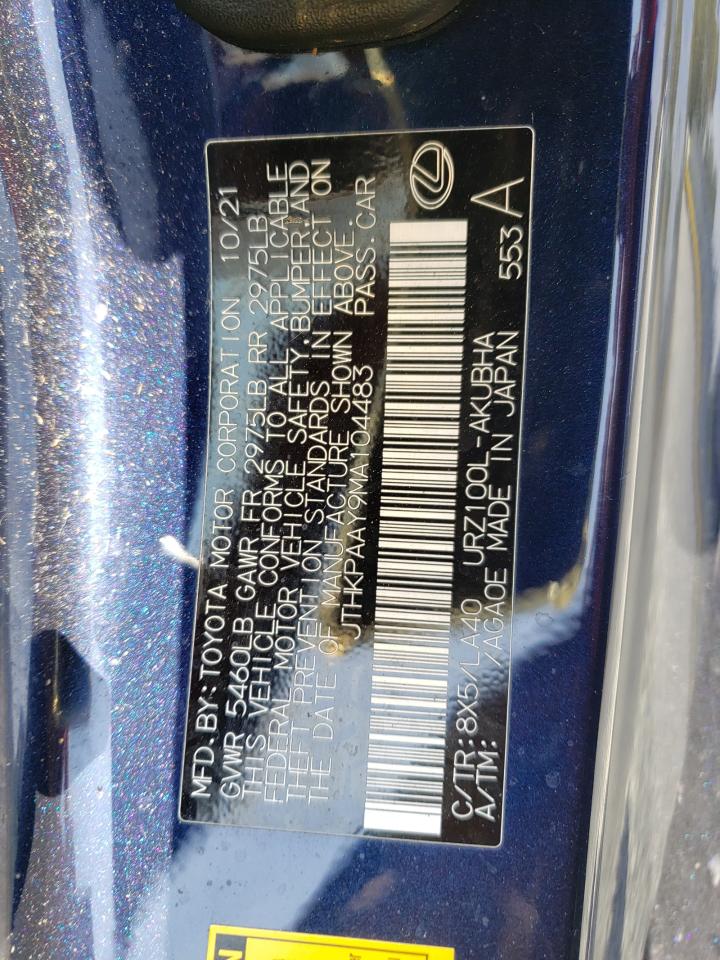 MFD. BY: TOYOTA MOTOR CORPORATION 10/21
GVWR 5460LB GAWR FR 2975LB RR 2975LB
THIS VEHICLE CONFORMS TO ALL APPLICABLE
FEDERAL MOTOR VEHICLE SAFETY, BUMPER, AND
THEFT PREVENTION STANDARDS IN EFFECT ON
THE DATE OF MANUFACTURE SHOWN ABOVE.
JTHKPAAY9MA104483 PASS. CAR
C/TR: 8X5/LA40 URZ100L-AKUBHA
A/TM: /AGA0E MADE IN JAPAN 553 A